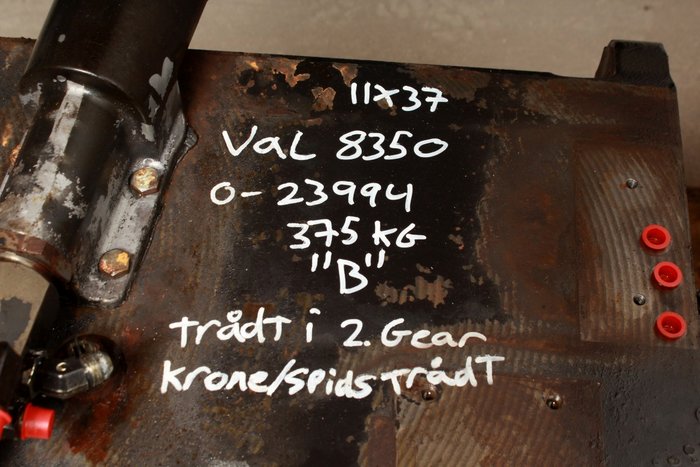 11x37
VaL 8350
0-23994
375 KG
"B"
trådt i 2. Gear
krone/spids trådt